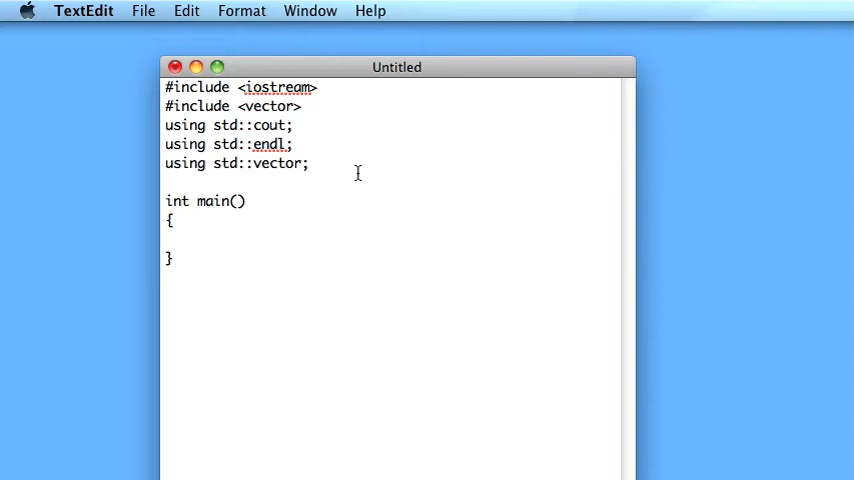 TextEdit File Edit Format Window Help
Untitled
#include <iostream>
#include <vector>
using std::cout;
using std::endl;
using std::vector;
int main()
{
}